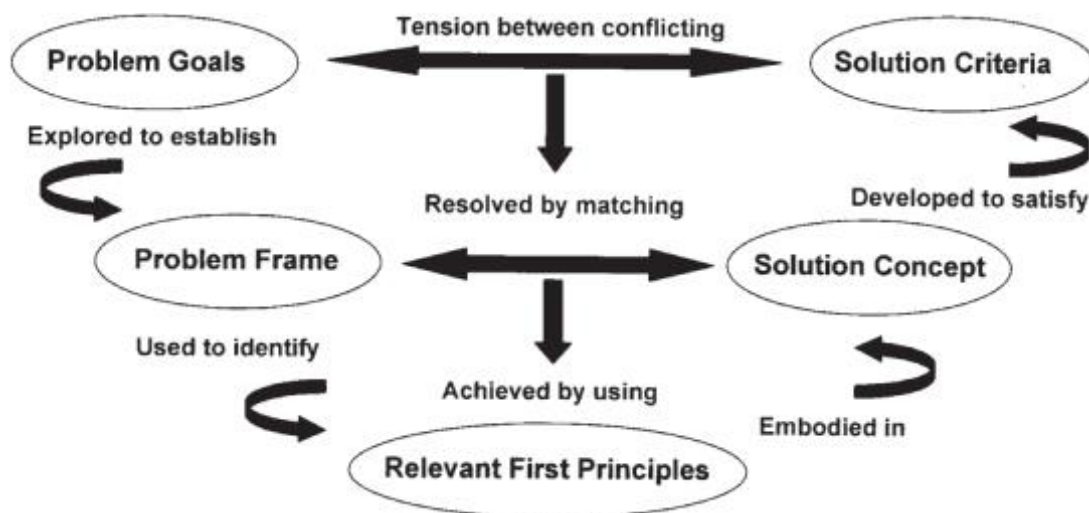 Tension between conflicting
Problem Goals
Solution Criteria
Explored to establish
Resolved by matching
Developed to satisfy
Problem Frame
Solution Concept
Used to identify
Achieved by using
Embodied in
Relevant First Principles